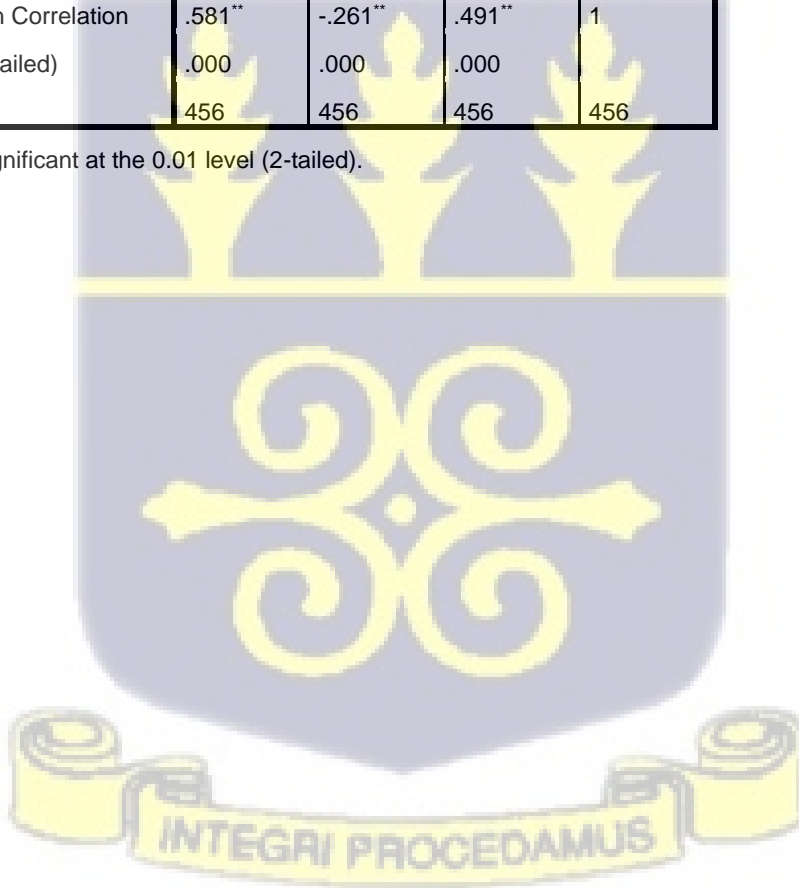 n Correlation .581** -.261** .491** 1
ailed) .000 .000 .000
456 456 456 456
gnificant at the 0.01 level (2-tailed).
INTEGRI PROCEDAMUS